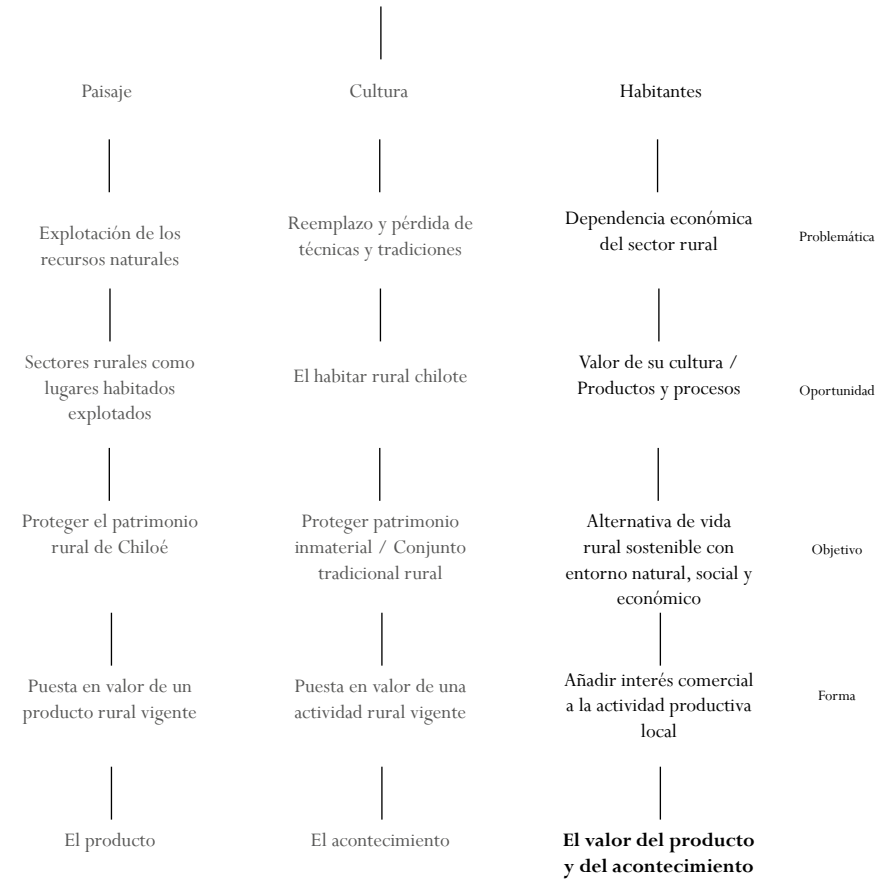 Paisaje
Cultura
Habitantes
Explotación de los
recursos naturales
Reemplazo y pérdida de
técnicas y tradiciones
Dependencia económica
del sector rural
Problemática
Sectores rurales como
lugares habitados
explotados
El habitar rural chilote
Valor de su cultura /
Productos y procesos
Oportunidad
Proteger el patrimonio
rural de Chiloé
Proteger patrimonio
inmaterial / Conjunto
tradicional rural
Alternativa de vida
rural sostenible con
entorno natural, social y
económico
Objetivo
Puesta en valor de un
producto rural vigente
Puesta en valor de una
actividad rural vigente
Añadir interés comercial
a la actividad productiva
local
Forma
El producto
El acontecimiento
El valor del producto
y del acontecimiento